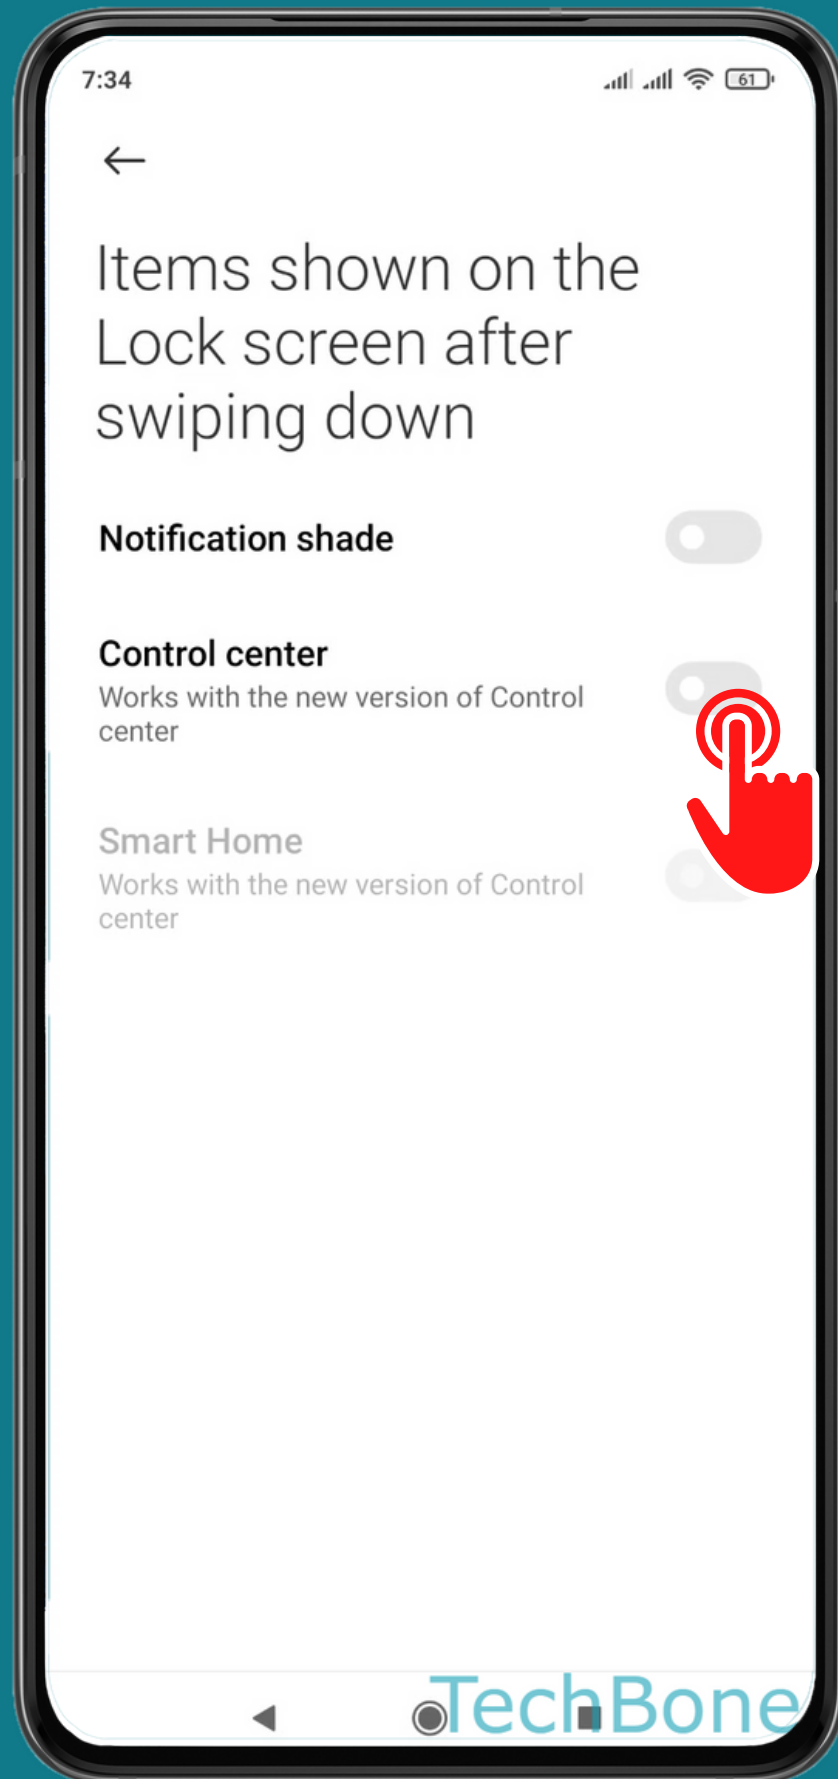 7:34
61
Items shown on the
Lock screen after
swiping down
Notification shade
Control center
Works with the new version of Control
center
Smart Home
Works with the new version of Control
center
TechBone